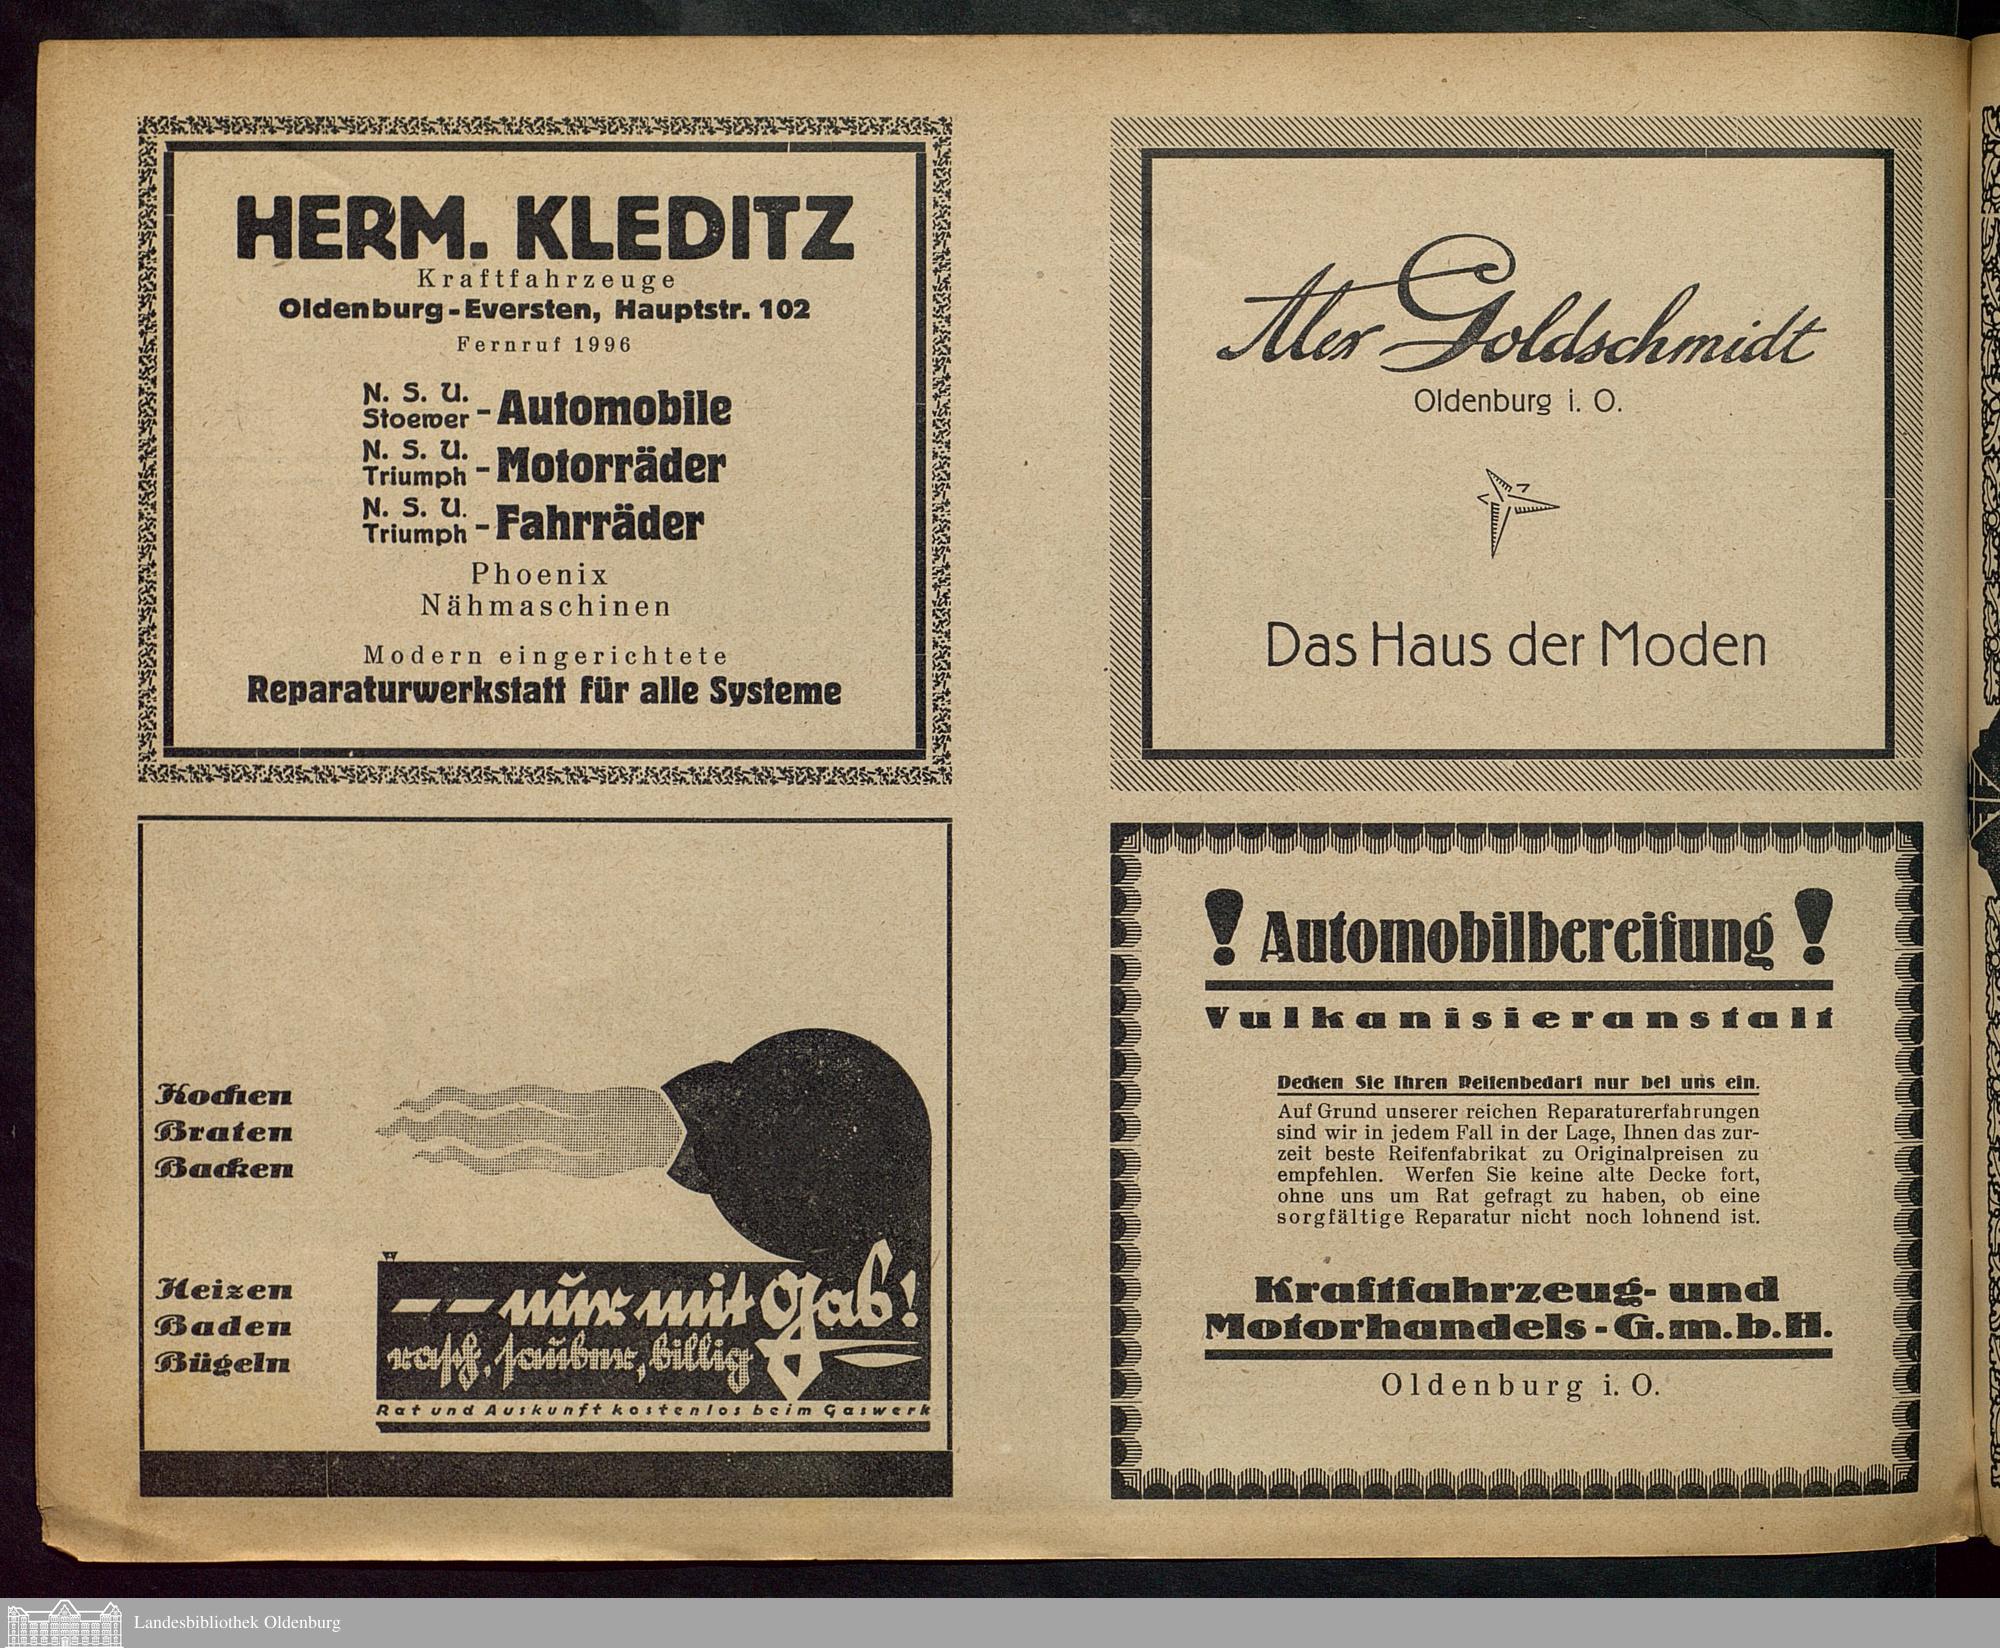 HERM. KLEDITZ
Kraftfahrzeuge
Oldenburg-Eversten, Hauptstr. 102
Fernruf 1996
N. S. U.
Stoewer - Automobile
N. S. U.
Triumph - Motorräder
N. S. U.
Triumph - Fahrräder
Phoenix
Nähmaschinen
Modern eingerichtete
Reparaturwerkstatt für alle Systeme
Alex Goldschmidt
Oldenburg i. O.
Das Haus der Moden
Kochen
Braten
Backen
Heizen
Baden
Bügeln
-- nur mit Gas!
rasch, sauber, billig
Rat und Auskunft kostenlos beim Gaswerk
! Automobilbereifung !
Vulkanisieranstalt
Decken Sie Ihren Reifenbedarf nur bei uns ein.
Auf Grund unserer reichen Reparaturerfahrungen
sind wir in jedem Fall in der Lage, Ihnen das zur-
zeit beste Reifenfabrikat zu Originalpreisen zu
empfehlen. Werfen Sie keine alte Decke fort,
ohne uns um Rat gefragt zu haben, ob eine
sorgfältige Reparatur nicht noch lohnend ist.
Kraftfahrzeug- und
Motorhandels-G.m.b.H.
Oldenburg i. O.
Landesbibliothek Oldenburg